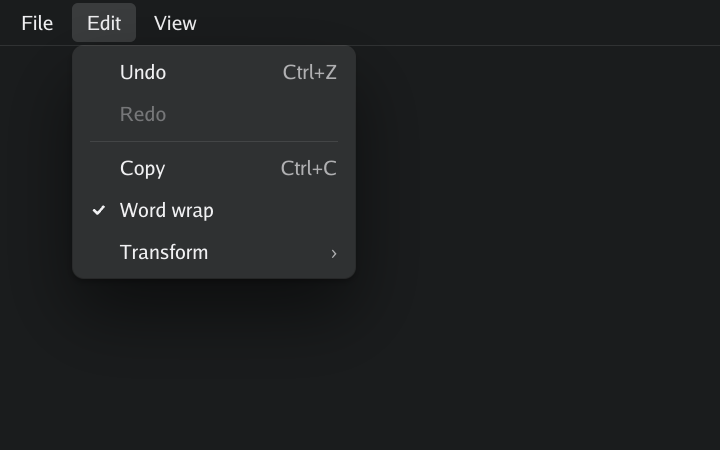 File Edit View
Undo Ctrl+Z
Redo
Copy Ctrl+C
Word wrap
Transform